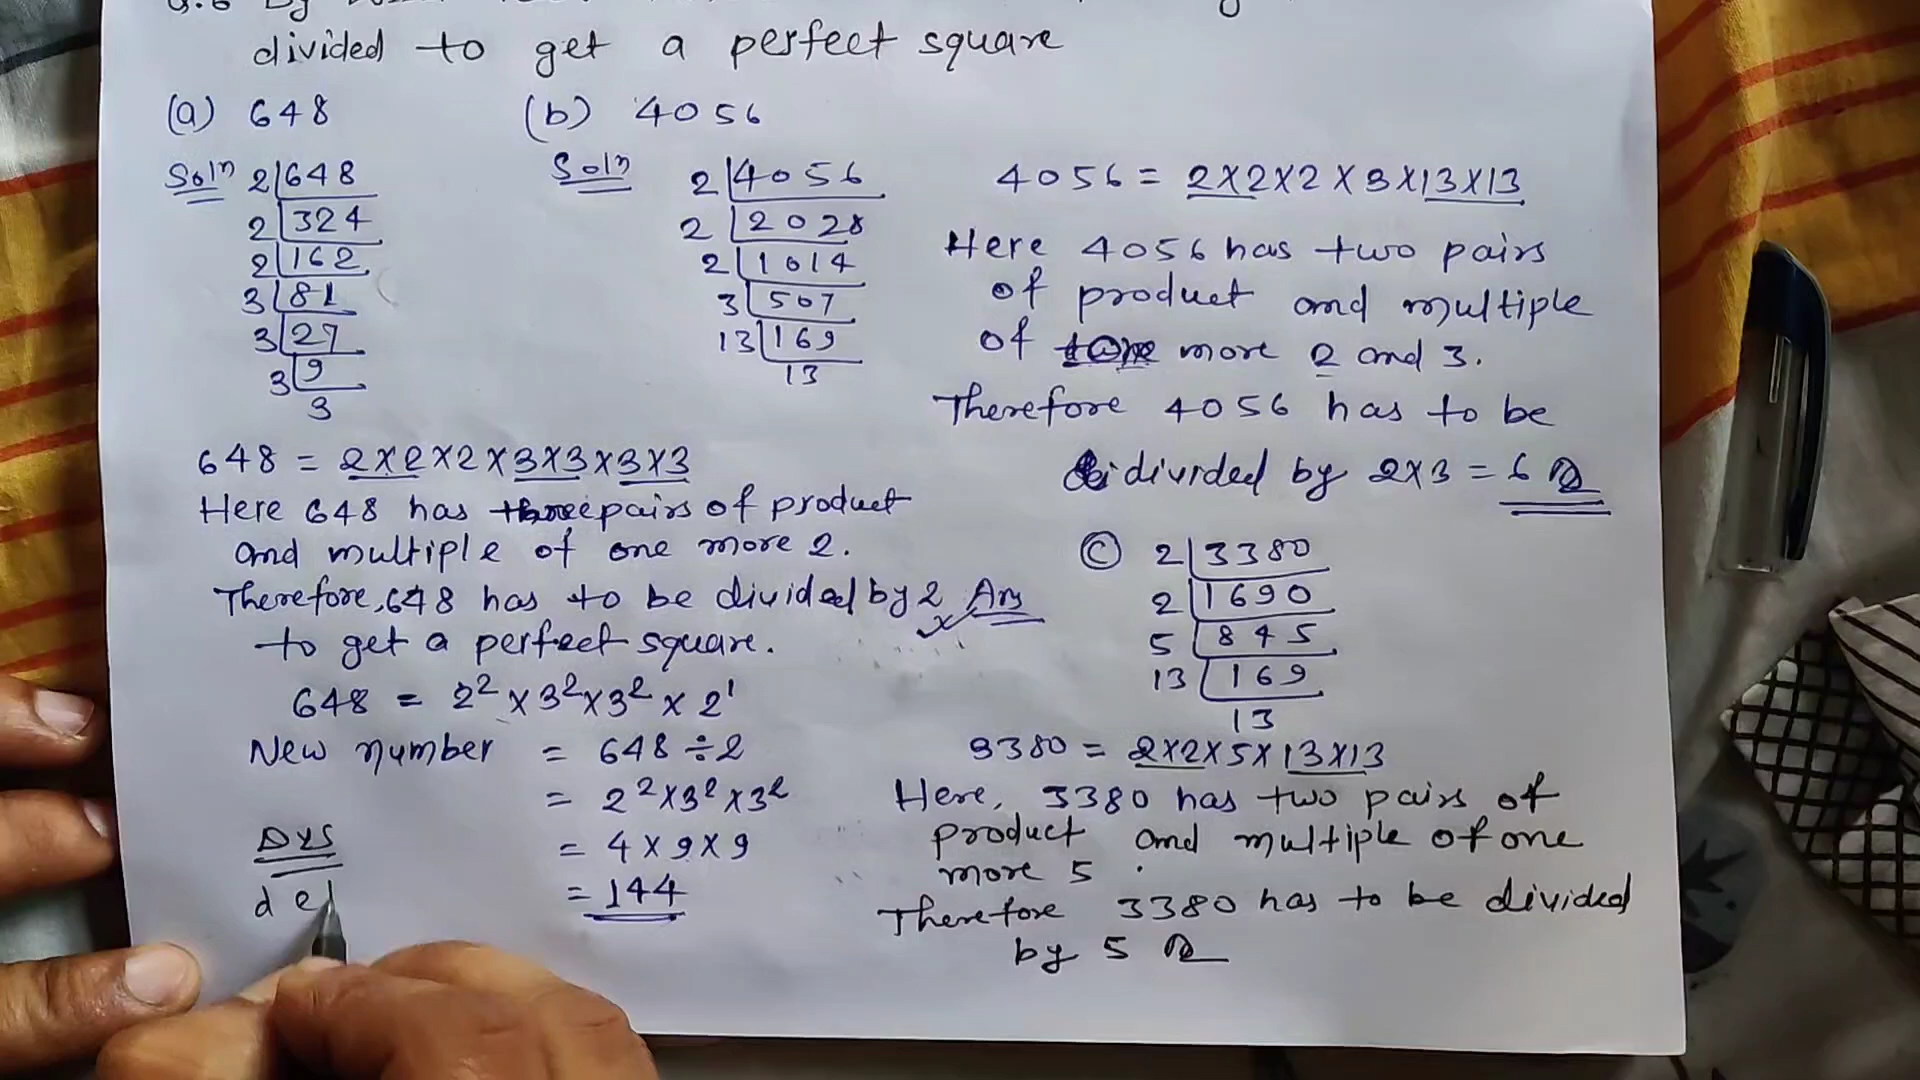 divided to get a perfect square
(a) 648 (b) 4056
Soln 2|648
2|324
2|162
3|81
3|27
3|9
3
648 = 2×2×2×3×3×3×3
Here 648 has three pairs of product
and multiple of one more 2.
Therefore, 648 has to be divided by 2 Ans
to get a perfect square.
648 = 2² × 3² × 3² × 2¹
New number = 648 ÷ 2
= 2² × 3² × 3²
= 4 × 9 × 9
= 144
del
Soln 2|4056
2|2028
2|1014
3|507
13|169
13
4056 = 2×2×2×3×13×13
Here 4056 has two pairs
of product and multiple
of more 2 and 3.
Therefore 4056 has to be
divided by 2×3 = 6
(C) 2|3380
2|1690
5|845
13|169
13
3380 = 2×2×5×13×13
Here, 3380 has two pairs of
product and multiple of one
more 5
Therefore 3380 has to be divided
by 5